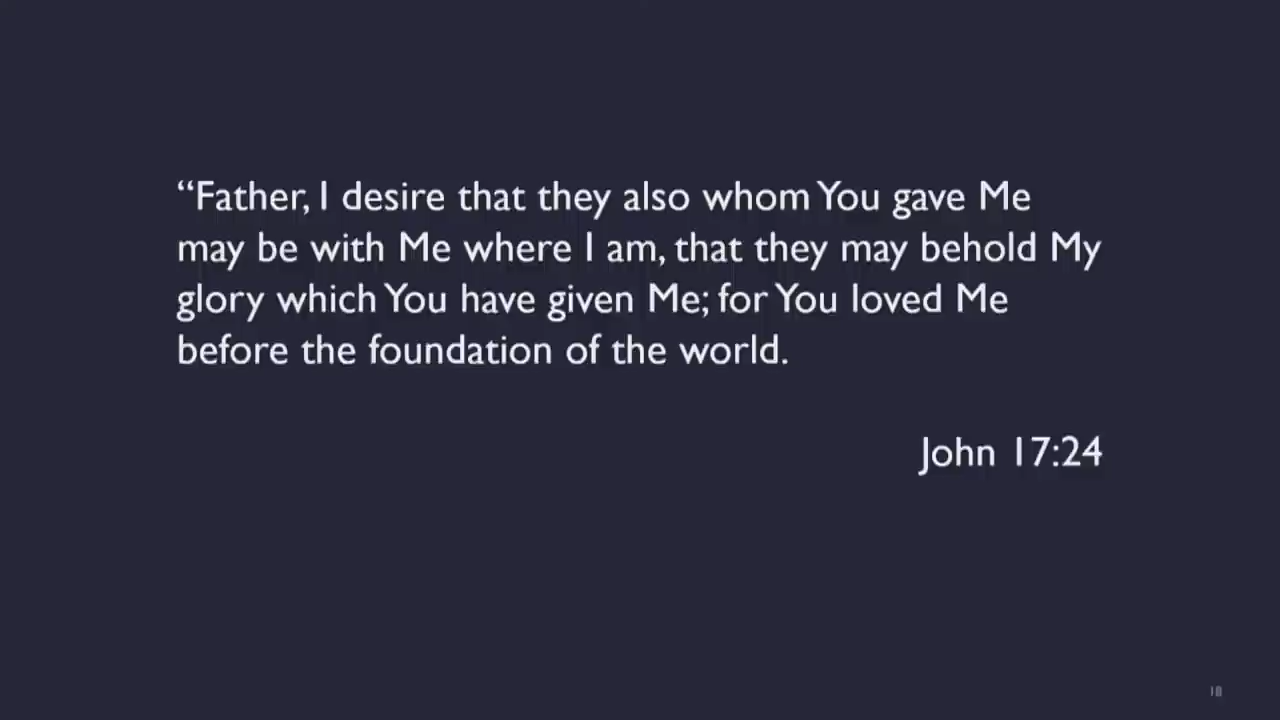 “Father, I desire that they also whom You gave Me
may be with Me where I am, that they may behold My
glory which You have given Me; for You loved Me
before the foundation of the world.
John 17:24